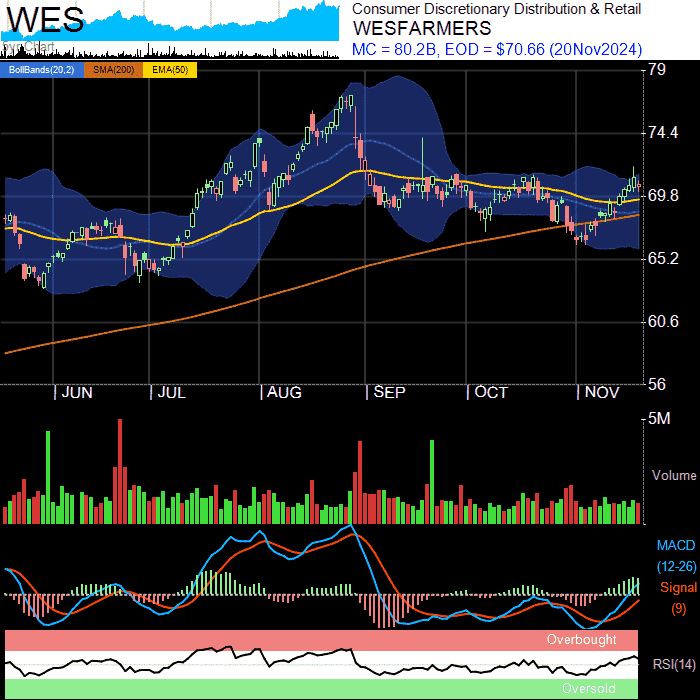 WES
Consumer Discretionary Distribution & Retail
WESFARMERS
MC = 80.2B, EOD = $70.66 (20Nov2024)
BollBands(20,2) SMA(200) EMA(50)
79
74.4
69.8
65.2
60.6
56
JUN JUL AUG SEP OCT NOV
5M
Volume
MACD
(12-26)
Signal
(9)
Overbought
RSI(14)
Oversold